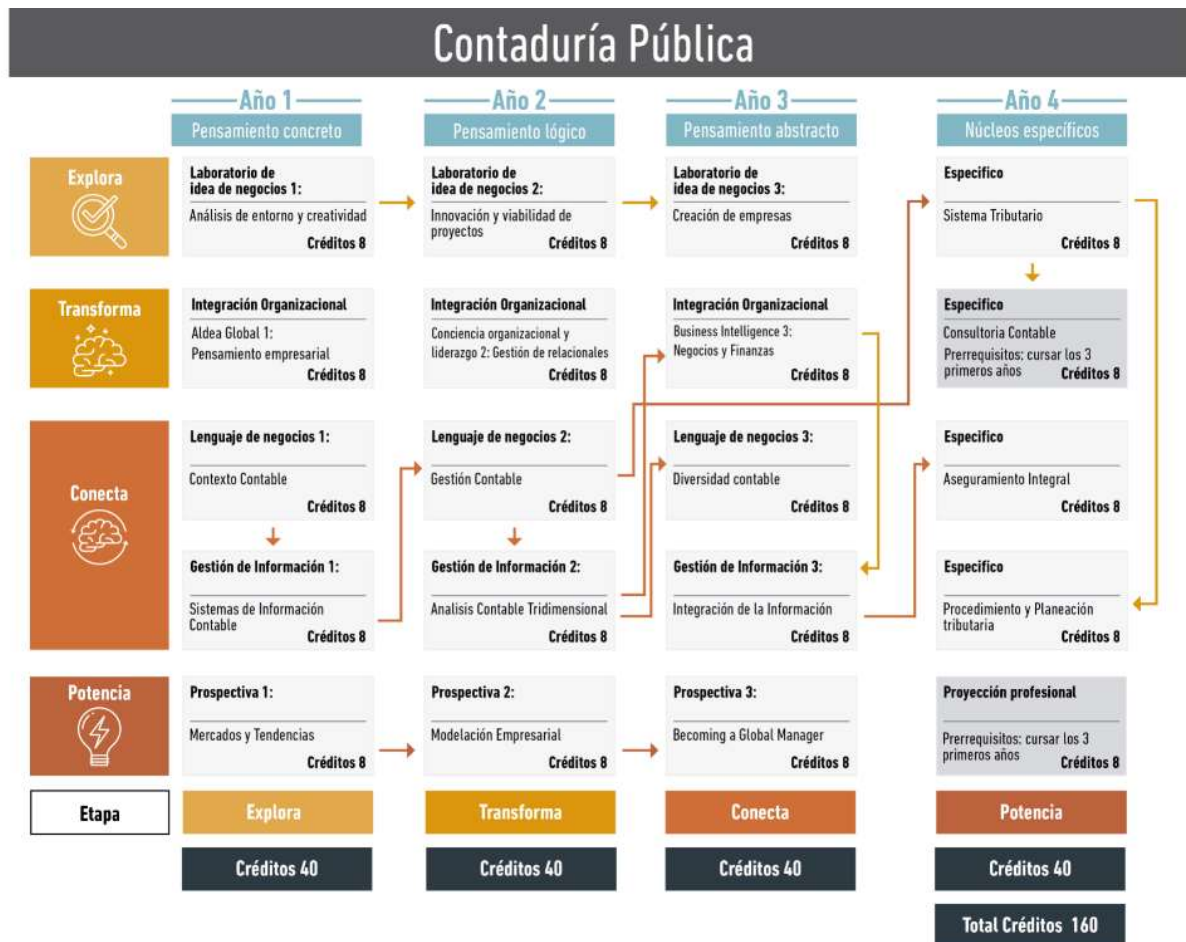 Contaduría Pública
Año 1
Pensamiento concreto
Año 2
Pensamiento lógico
Año 3
Pensamiento abstracto
Año 4
Núcleos específicos
Explora
Laboratorio de
idea de negocios 1:
Análisis de entorno y creatividad
Créditos 8
Laboratorio de
idea de negocios 2:
Innovación y viabilidad de
proyectos
Créditos 8
Laboratorio de
idea de negocios 3:
Creación de empresas
Créditos 8
Especifico
Sistema Tributario
Créditos 8
Transforma
Integración Organizacional
Aldea Global 1:
Pensamiento empresarial
Créditos 8
Integración Organizacional
Conciencia organizacional y
liderazgo 2: Gestión de relacionales
Créditos 8
Integración Organizacional
Business Intelligence 3:
Negocios y Finanzas
Créditos 8
Especifico
Consultoria Contable
Prerrequisitos: cursar los 3
primeros años Créditos 8
Conecta
Lenguaje de negocios 1:
Contexto Contable
Créditos 8
Lenguaje de negocios 2:
Gestión Contable
Créditos 8
Lenguaje de negocios 3:
Diversidad contable
Créditos 8
Especifico
Aseguramiento Integral
Créditos 8
Gestión de Información 1:
Sistemas de Información
Contable
Créditos 8
Gestión de Información 2:
Analisis Contable Tridimensional
Créditos 8
Gestión de Información 3:
Integración de la Información
Créditos 8
Especifico
Procedimiento y Planeación
tributaria
Créditos 8
Potencia
Prospectiva 1:
Mercados y Tendencias
Créditos 8
Prospectiva 2:
Modelación Empresarial
Créditos 8
Prospectiva 3:
Becoming a Global Manager
Créditos 8
Proyección profesional
Prerrequisitos: cursar los 3
primeros años Créditos 8
Etapa
Explora
Transforma
Conecta
Potencia
Créditos 40
Créditos 40
Créditos 40
Créditos 40
Total Créditos 160